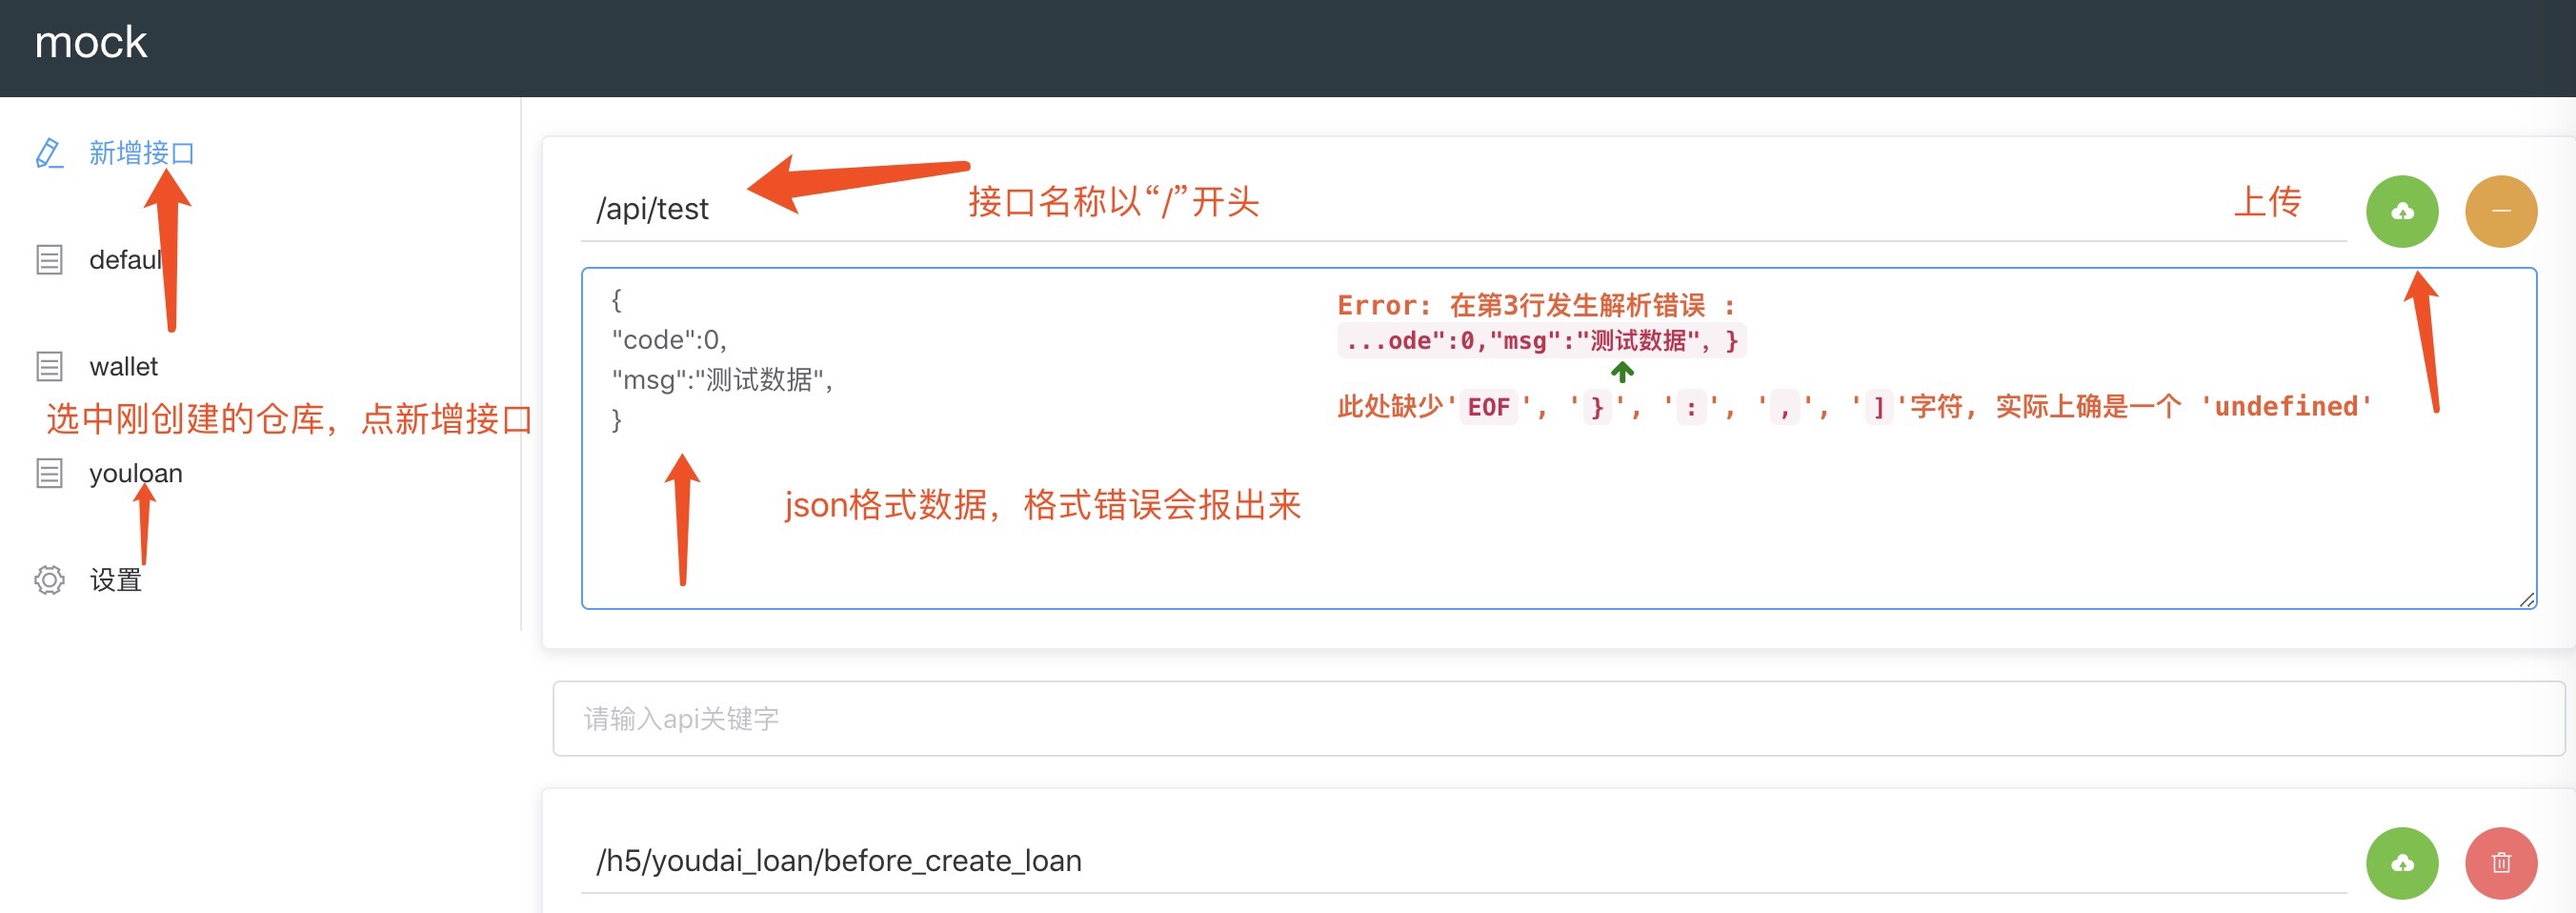 mock
新增接口
default
wallet
选中刚创建的仓库，点新增接口
youloan
设置
/api/test
接口名称以“/”开头
上传
{
"code":0,
"msg":"测试数据",
}
Error: 在第3行发生解析错误 :
...ode":0,"msg":"测试数据", }
此处缺少'EOF', '}', ':', ',', ']'字符, 实际上确是一个 'undefined'
json格式数据，格式错误会报出来
请输入api关键字
/h5/youdai_loan/before_create_loan